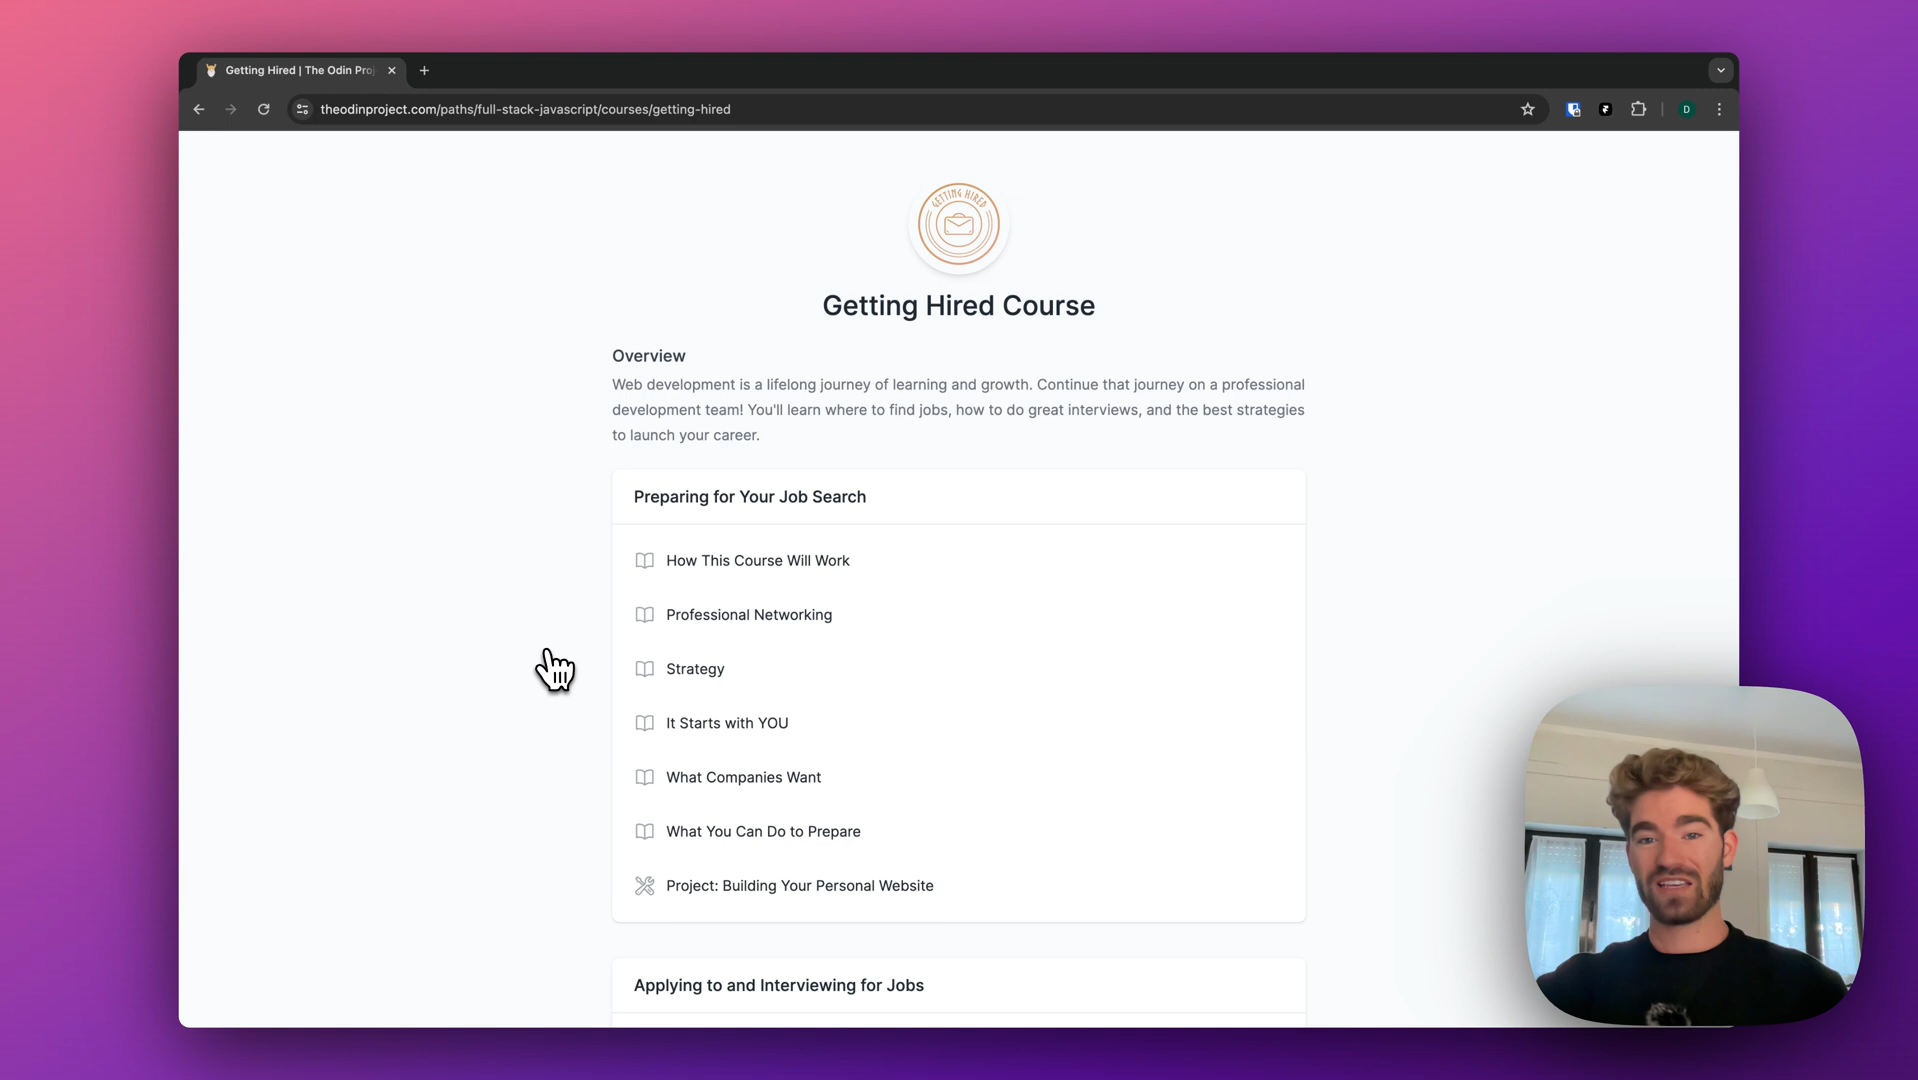 Getting Hired | The Odin Proj
theodinproject.com/paths/full-stack-javascript/courses/getting-hired
D
GETTING HIRED
Getting Hired Course
Overview
Web development is a lifelong journey of learning and growth. Continue that journey on a professional
development team! You'll learn where to find jobs, how to do great interviews, and the best strategies
to launch your career.
Preparing for Your Job Search
How This Course Will Work
Professional Networking
Strategy
It Starts with YOU
What Companies Want
What You Can Do to Prepare
Project: Building Your Personal Website
Applying to and Interviewing for Jobs